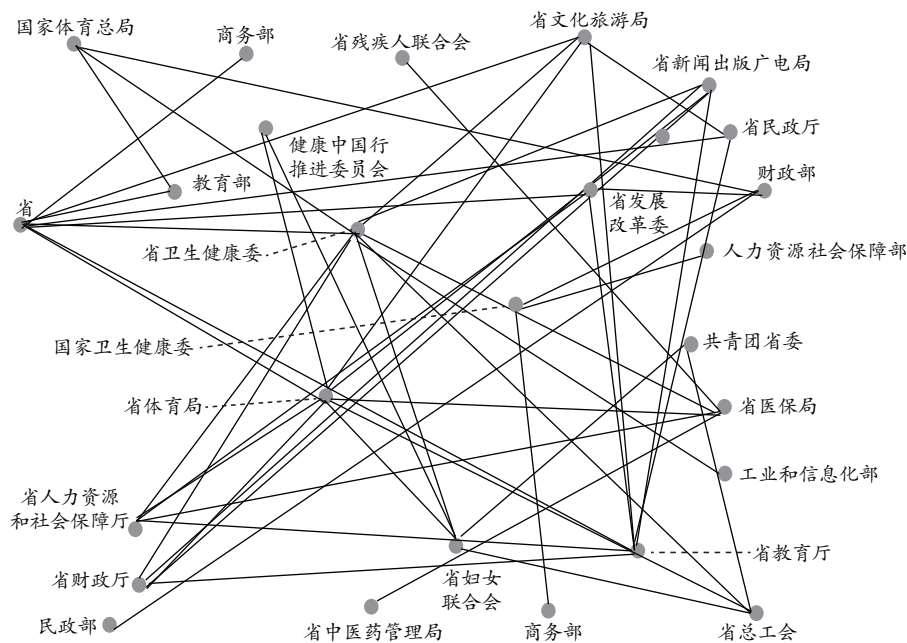 国家体育总局
商务部
省残疾人联合会
省文化旅游局
省新闻出版广电局
健康中国行
推进委员会
省民政厅
教育部
财政部
省
省发展
改革委
省卫生健康委
人力资源社会保障部
国家卫生健康委
共青团省委
省体育局
省医保局
工业和信息化部
省人力资源
和社会保障厅
省教育厅
省财政厅
省妇女
联合会
民政部
省中医药管理局
商务部
省总工会